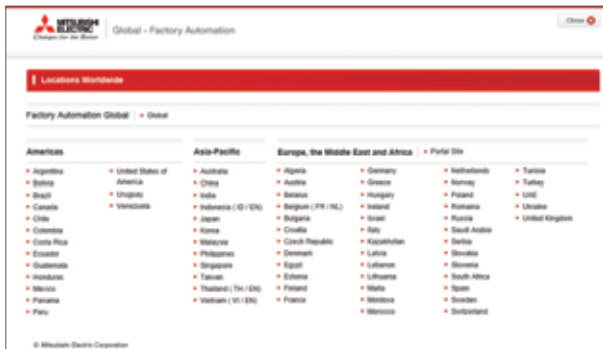 MITSUBISHI ELECTRIC
Changes for the Better
Global - Factory Automation
Close
Locations Worldwide
Factory Automation Global
Global
Americas
Argentina
Bolivia
Brazil
Canada
Chile
Colombia
Costa Rica
Ecuador
Guatemala
Honduras
Mexico
Panama
Peru
United States of
America
Uruguay
Venezuela
Asia-Pacific
Australia
China
India
Indonesia ( ID / EN)
Japan
Korea
Malaysia
Philippines
Singapore
Taiwan
Thailand ( TH / EN)
Vietnam ( VI / EN)
Europe, the Middle East and Africa
Portal Site
Algeria
Austria
Belarus
Belgium ( FR / NL)
Bulgaria
Croatia
Czech Republic
Denmark
Egypt
Estonia
Finland
France
Germany
Greece
Hungary
Ireland
Israel
Italy
Kazakhstan
Latvia
Lebanon
Lithuania
Malta
Moldova
Morocco
Netherlands
Norway
Poland
Romania
Russia
Saudi Arabia
Serbia
Slovakia
Slovenia
South Africa
Spain
Sweden
Switzerland
Tunisia
Turkey
UAE
Ukraine
United Kingdom
© Mitsubishi Electric Corporation